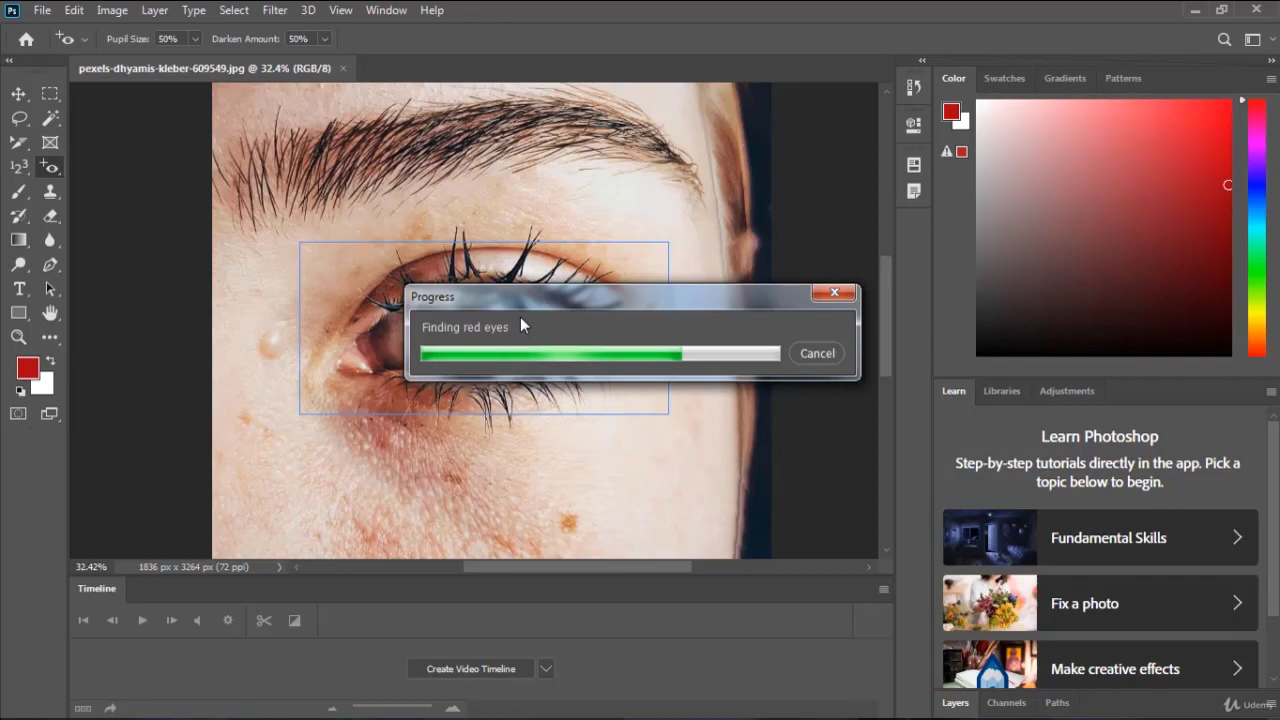 Ps File Edit Image Layer Type Select Filter 3D View Window Help
Pupil Size: 50% Darken Amount: 50%
pexels-dhyamis-kleber-609549.jpg @ 32.4% (RGB/8) ×
Color Swatches Gradients Patterns
1 2 3
Progress
Finding red eyes
Cancel
T
Learn Libraries Adjustments
Learn Photoshop
Step-by-step tutorials directly in the app. Pick a
topic below to begin.
Fundamental Skills
Fix a photo
Make creative effects
32.42% 1836 px x 3264 px (72 ppi)
Timeline
Create Video Timeline
Layers Channels Paths
Udemy